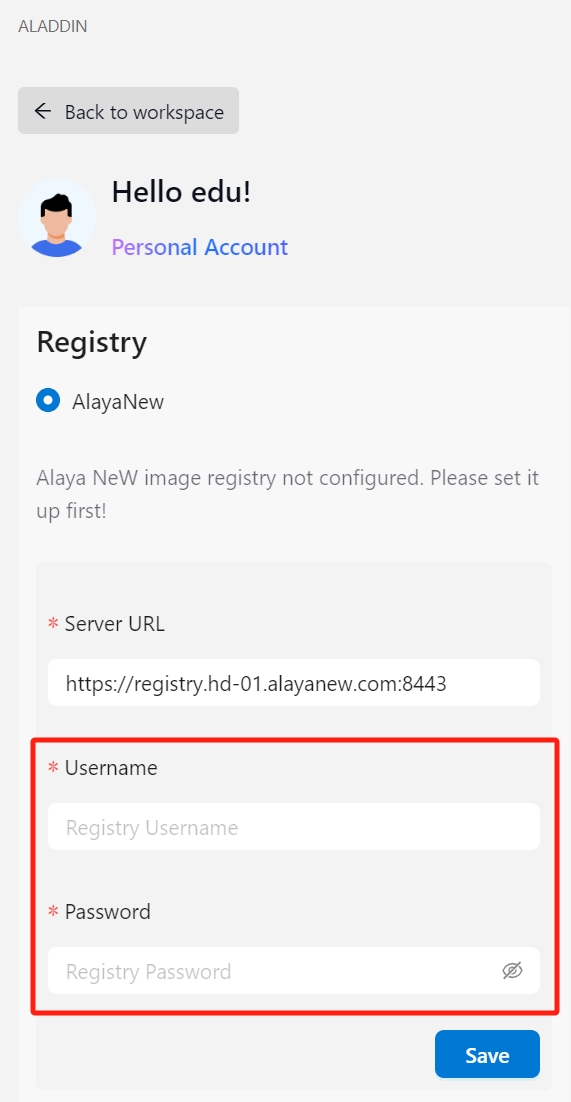 ALADDIN
Back to workspace
Hello edu!
Personal Account
Registry
AlayaNew
Alaya NeW image registry not configured. Please set it
up first!
* Server URL
https://registry.hd-01.alayanew.com:8443
* Username
Registry Username
* Password
Registry Password
Save